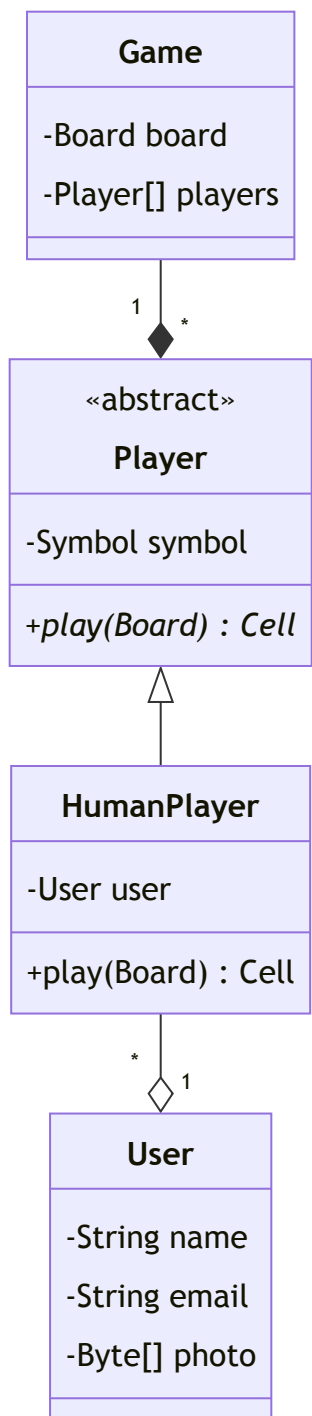 Game
-Board board
-Player[] players
1
*
«abstract»
Player
-Symbol symbol
+play(Board) : Cell
HumanPlayer
-User user
+play(Board) : Cell
*
1
User
-String name
-String email
-Byte[] photo